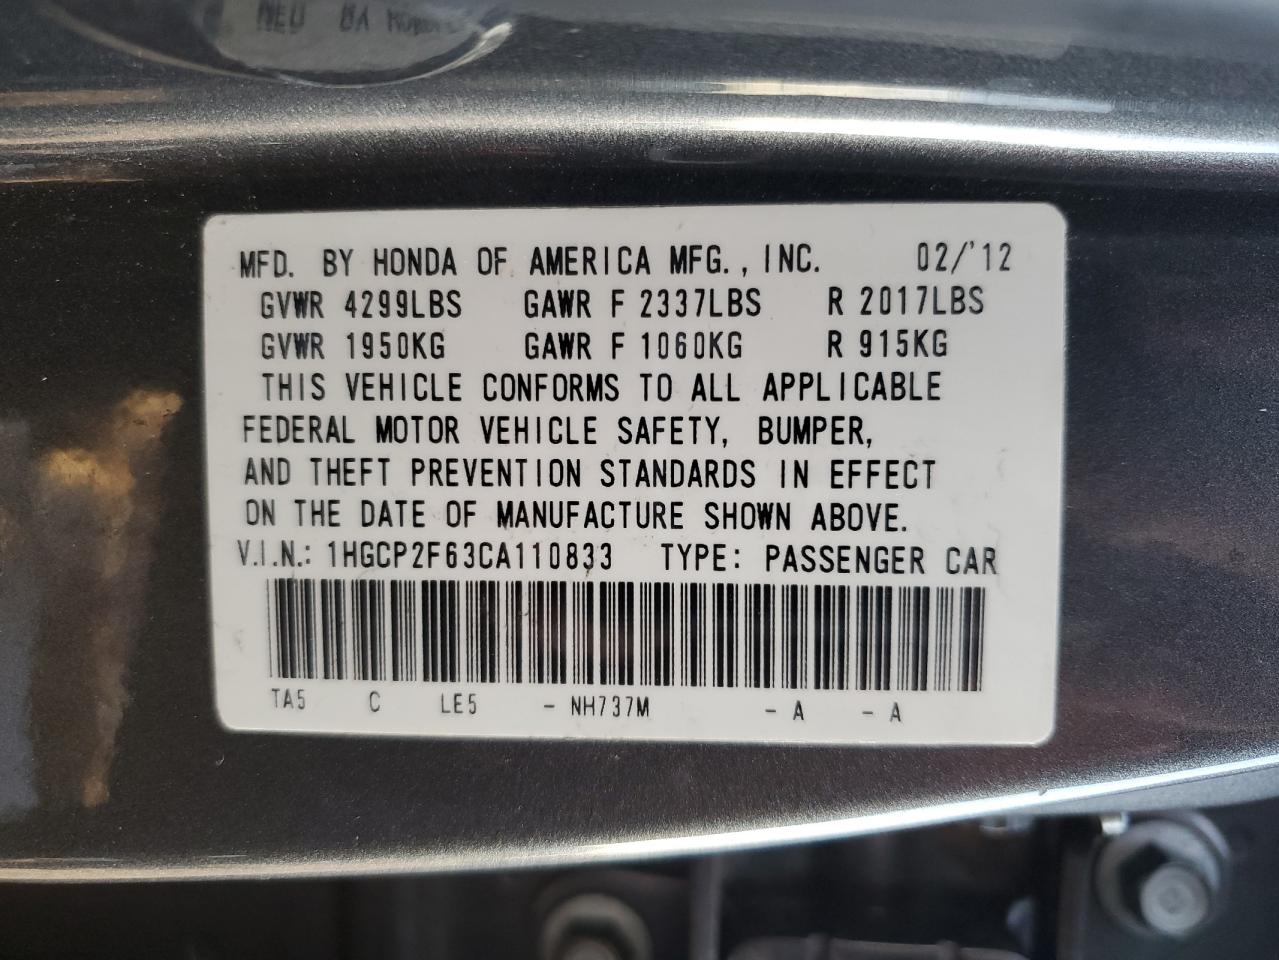 MFD. BY HONDA OF AMERICA MFG., INC. 02/'12
GVWR 4299LBS GAWR F 2337LBS R 2017LBS
GVWR 1950KG GAWR F 1060KG R 915KG
THIS VEHICLE CONFORMS TO ALL APPLICABLE
FEDERAL MOTOR VEHICLE SAFETY, BUMPER,
AND THEFT PREVENTION STANDARDS IN EFFECT
ON THE DATE OF MANUFACTURE SHOWN ABOVE.
V.I.N.: 1HGCP2F63CA110833 TYPE: PASSENGER CAR
TA5 C LE5 - NH737M - A - A